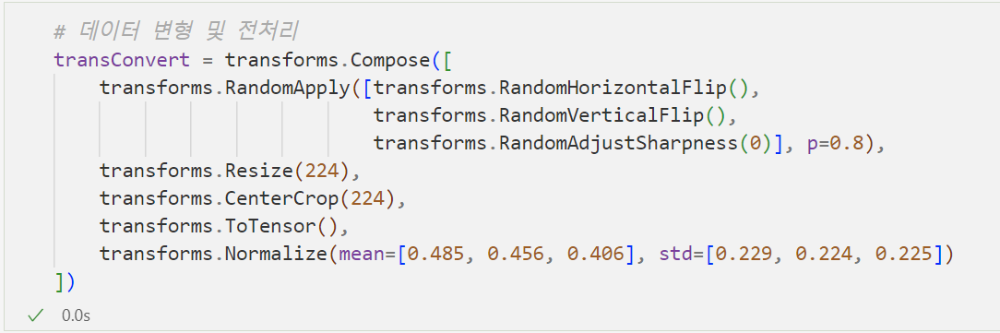 # 데이터 변형 및 전처리
transConvert = transforms.Compose([
transforms.RandomApply([transforms.RandomHorizontalFlip(),
transforms.RandomVerticalFlip(),
transforms.RandomAdjustSharpness(0)], p=0.8),
transforms.Resize(224),
transforms.CenterCrop(224),
transforms.ToTensor(),
transforms.Normalize(mean=[0.485, 0.456, 0.406], std=[0.229, 0.224, 0.225])
])
0.0s